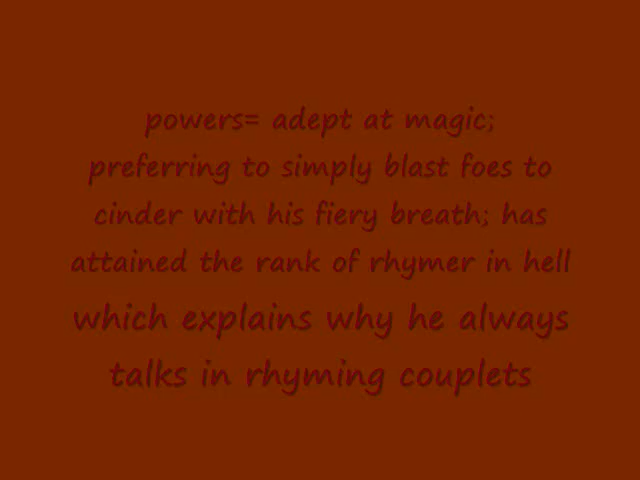 powers= adept at magic;
preferring to simply blast foes to
cinder with his fiery breath; has
attained the rank of rhymer in hell
which explains why he always
talks in rhyming couplets